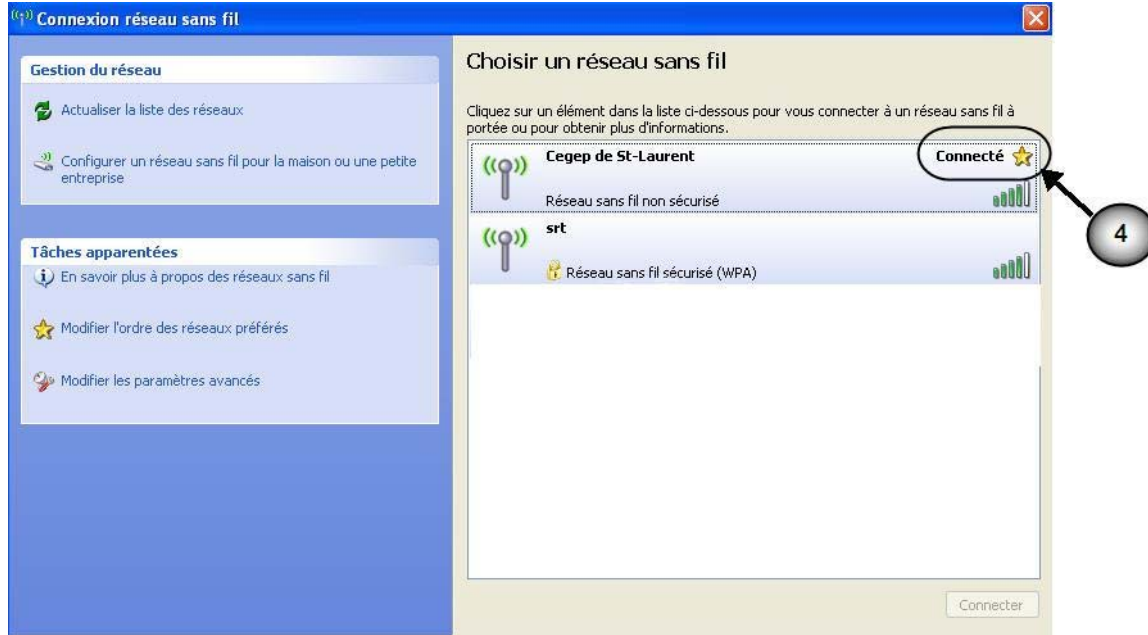 Connexion réseau sans fil
Gestion du réseau
Actualiser la liste des réseaux
Configurer un réseau sans fil pour la maison ou une petite
entreprise
Tâches apparentées
En savoir plus à propos des réseaux sans fil
Modifier l'ordre des réseaux préférés
Modifier les paramètres avancés
Choisir un réseau sans fil
Cliquez sur un élément dans la liste ci-dessous pour vous connecter à un réseau sans fil à
portée ou pour obtenir plus d'informations.
Cegep de St-Laurent Connecté
Réseau sans fil non sécurisé
srt
Réseau sans fil sécurisé (WPA)
4
Connecter